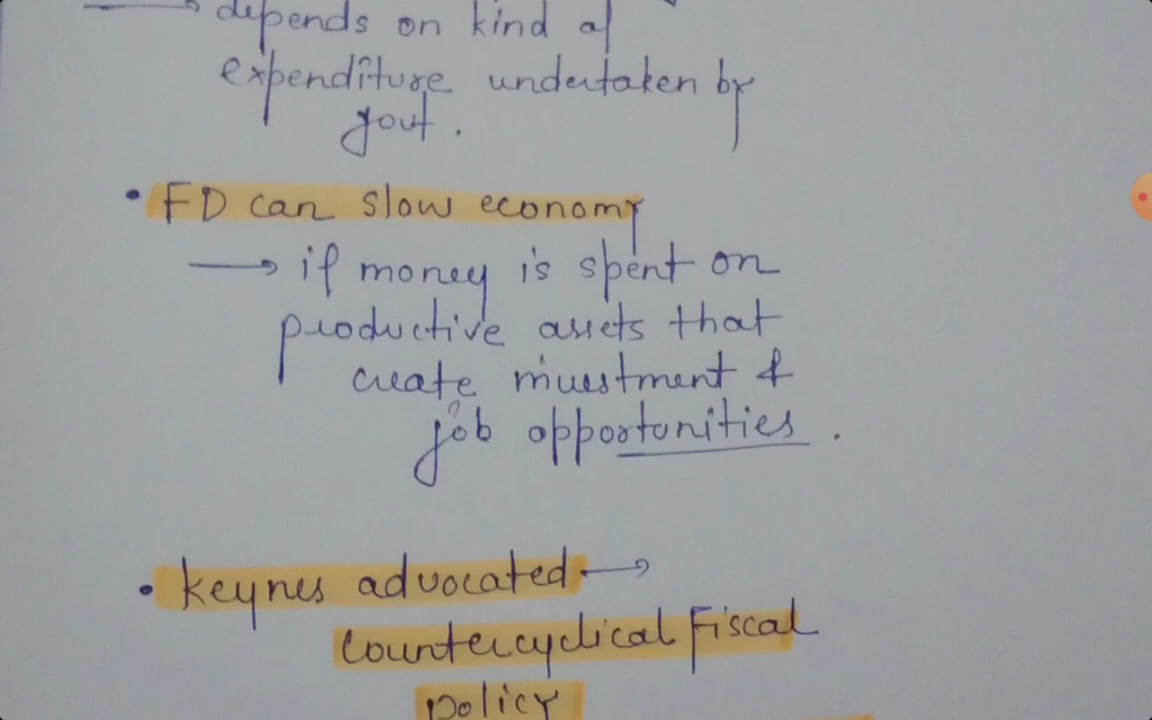 depends on kind of
expenditure undertaken by
govt.
• FD can slow economy
→ if money is spent on
productive assets that
create investment &
job opportunities.
• Keynes advocated →
countercyclical Fiscal
policy